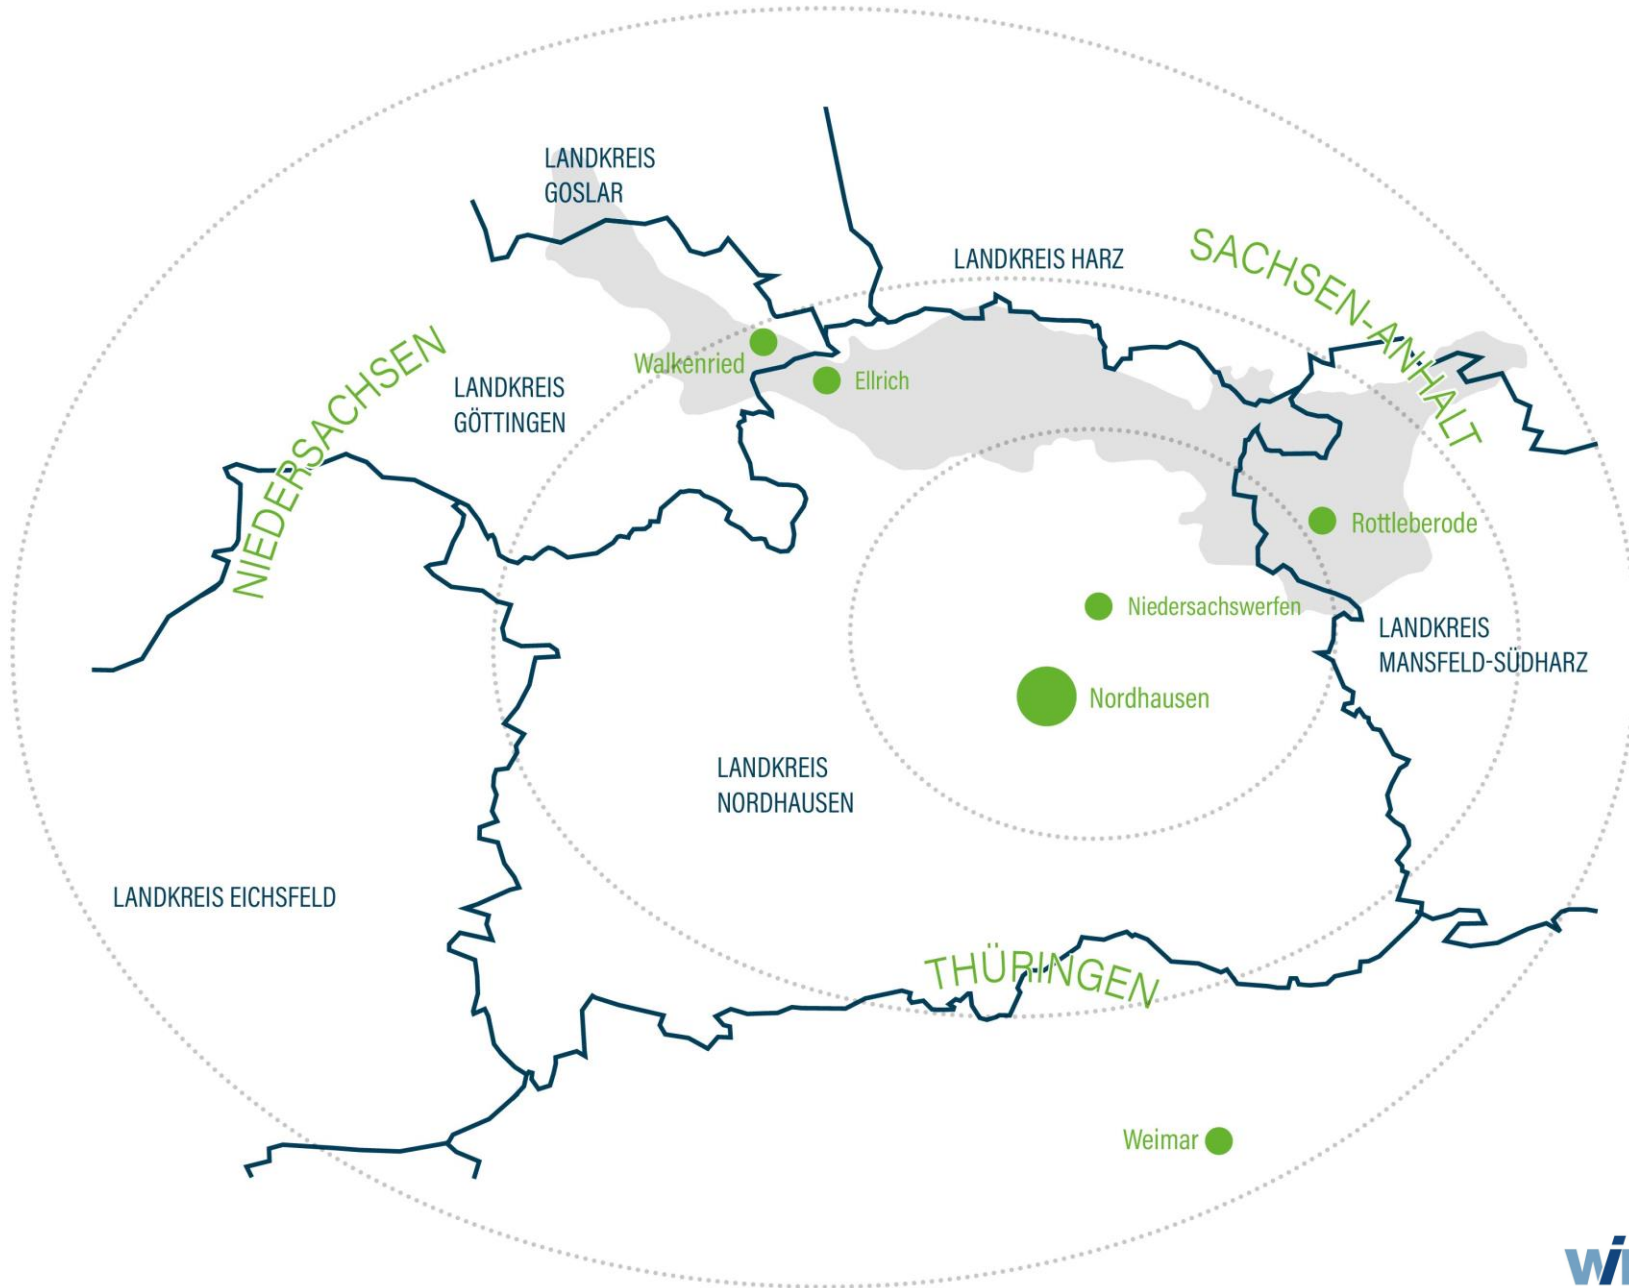 LANDKREIS
GOSLAR
LANDKREIS HARZ
SACHSEN-ANHALT
NIEDERSACHSEN
Walkenried
Ellrich
LANDKREIS
GÖTTINGEN
Rottleberode
Niedersachswerfen
LANDKREIS
MANSFELD-SÜDHARZ
Nordhausen
LANDKREIS
NORDHAUSEN
LANDKREIS EICHSFELD
THÜRINGEN
Weimar